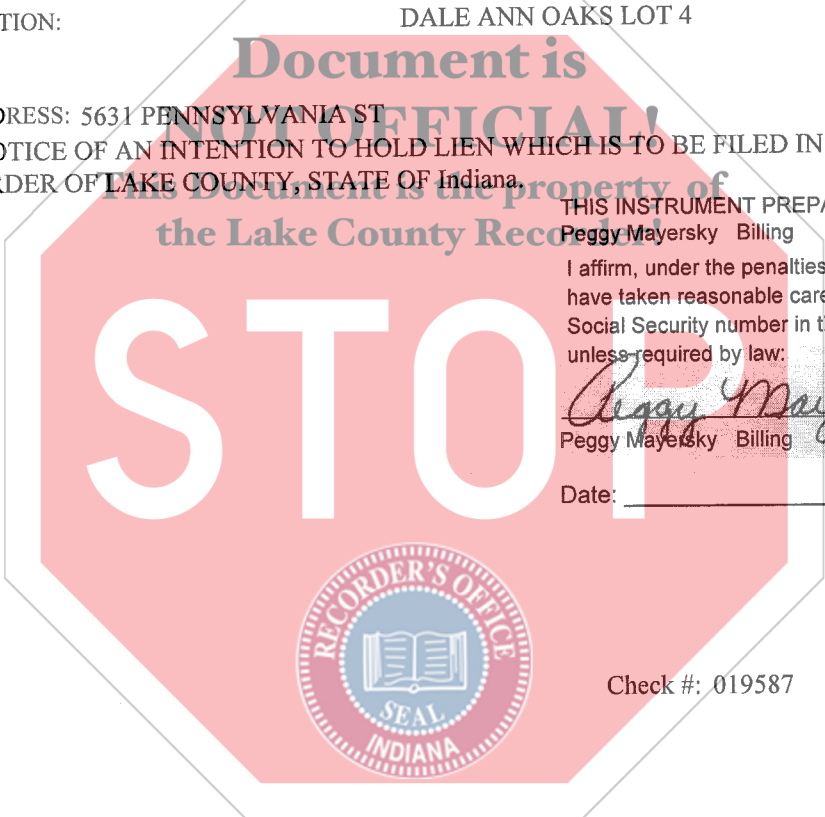 TION:
DALE ANN OAKS LOT 4
Document is
DRESS: 5631 PENNSYLVANIA ST
NOT OFFICIAL!
OTICE OF AN INTENTION TO HOLD LIEN WHICH IS TO BE FILED IN
RDER OF LAKE COUNTY, STATE OF Indiana.
This Document is the property of
the Lake County Recorder!
THIS INSTRUMENT PREPA
Peggy Mayersky Billing
I affirm, under the penalties
have taken reasonable care
Social Security number in t
unless required by law:
STOP
Peggy May
Peggy Mayersky Billing
Date:
RECORDER'S OFFICE
SEAL
INDIANA
Check #: 019587